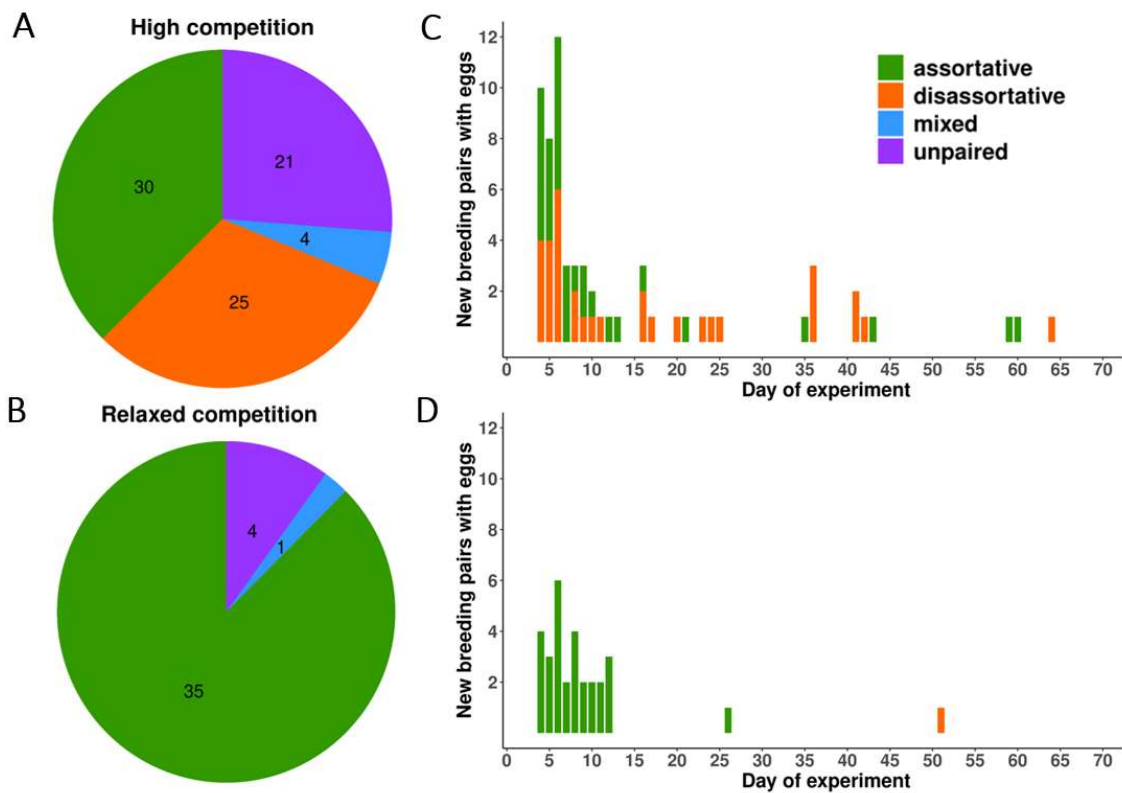 A
High competition
30
21
4
25
B
Relaxed competition
4
1
35
C
New breeding pairs with eggs
12
10
8
6
4
2
assortative
disassortative
mixed
unpaired
0 5 10 15 20 25 30 35 40 45 50 55 60 65 70
Day of experiment
D
New breeding pairs with eggs
12
10
8
6
4
2
0 5 10 15 20 25 30 35 40 45 50 55 60 65 70
Day of experiment